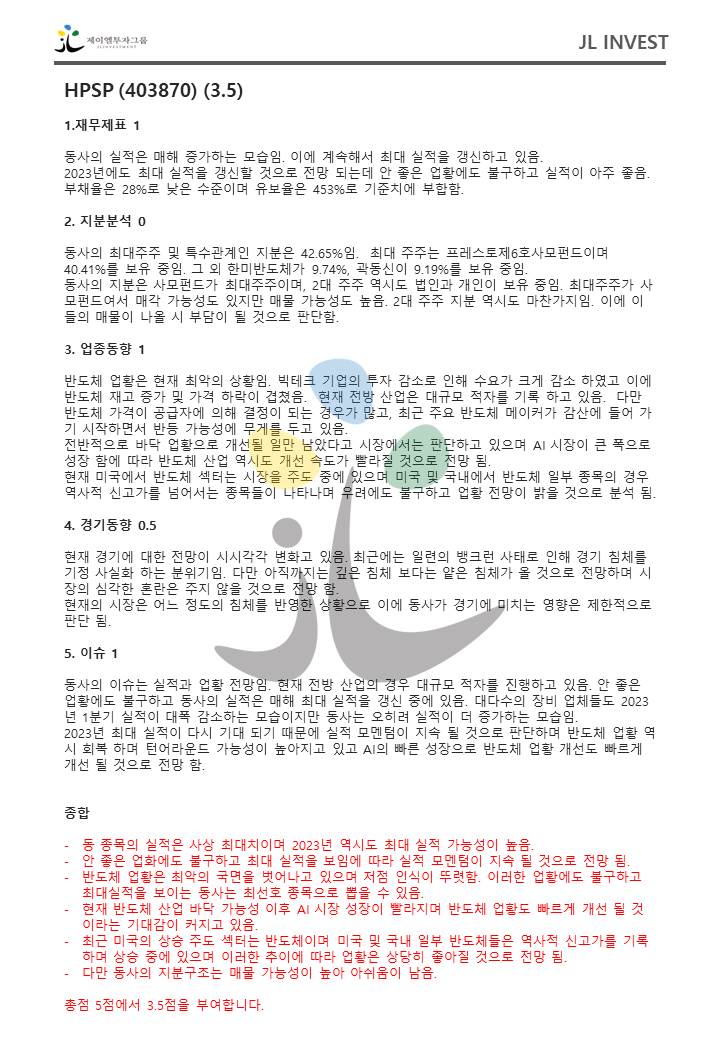 제이엘투자그룹
JLINVESTMENT
JL INVEST
HPSP (403870) (3.5)
1.재무제표 1
동사의 실적은 매해 증가하는 모습임. 이에 계속해서 최대 실적을 갱신하고 있음.
2023년에도 최대 실적을 갱신할 것으로 전망 되는데 안 좋은 업황에도 불구하고 실적이 아주 좋음.
부채율은 28%로 낮은 수준이며 유보율은 453%로 기준치에 부합함.
2. 지분분석 0
동사의 최대주주 및 특수관계인 지분은 42.65%임. 최대 주주는 프레스토제6호사모펀드이며
40.41%를 보유 중임. 그 외 한미반도체가 9.74%, 곽동신이 9.19%를 보유 중임.
동사의 지분은 사모펀드가 최대주주이며, 2대 주주 역시도 법인과 개인이 보유 중임. 최대주주가 사
모펀드여서 매각 가능성도 있지만 매물 가능성도 높음. 2대 주주 지분 역시도 마찬가지임. 이에 이
들의 매물이 나올 시 부담이 될 것으로 판단함.
3. 업종동향 1
반도체 업황은 현재 최악의 상황임. 빅테크 기업의 투자 감소로 인해 수요가 크게 감소 하였고 이에
반도체 재고 증가 및 가격 하락이 겹쳤음. 현재 전방 산업은 대규모 적자를 기록 하고 있음. 다만
반도체 가격이 공급자에 의해 결정이 되는 경우가 많고, 최근 주요 반도체 메이커가 감산에 들어 가
기 시작하면서 반등 가능성에 무게를 두고 있음.
전반적으로 바닥 업황으로 개선될 일만 남았다고 시장에서는 판단하고 있으며 AI 시장이 큰 폭으로
성장 함에 따라 반도체 산업 역시도 개선 속도가 빨라질 것으로 전망 됨.
현재 미국에서 반도체 섹터는 시장을 주도 중에 있으며 미국 및 국내에서 반도체 일부 종목의 경우
역사적 신고가를 넘어서는 종목들이 나타나며 우려에도 불구하고 업황 전망이 밝을 것으로 분석 됨.
4. 경기동향 0.5
현재 경기에 대한 전망이 시시각각 변화하고 있음. 최근에는 일련의 뱅크런 사태로 인해 경기 침체를
기정 사실화 하는 분위기임. 다만 아직까지는 깊은 침체 보다는 얕은 침체가 올 것으로 전망하며 시
장의 심각한 혼란은 주지 않을 것으로 전망 함.
현재의 시장은 어느 정도의 침체를 반영한 상황으로 이에 동사가 경기에 미치는 영향은 제한적으로
판단 됨.
5. 이슈 1
동사의 이슈는 실적과 업황 전망임. 현재 전방 산업의 경우 대규모 적자를 진행하고 있음. 안 좋은
업황에도 불구하고 동사의 실적은 매해 최대 실적을 갱신 중에 있음. 대다수의 장비 업체들도 2023
년 1분기 실적이 대폭 감소하는 모습이지만 동사는 오히려 실적이 더 증가하는 모습임.
2023년 최대 실적이 다시 기대 되기 때문에 실적 모멘텀이 지속 될 것으로 판단하며 반도체 업황 역
시 회복 하며 턴어라운드 가능성이 높아지고 있고 AI의 빠른 성장으로 반도체 업황 개선도 빠르게
개선 될 것으로 전망 함.
종합
- 동 종목의 실적은 사상 최대치이며 2023년 역시도 최대 실적 가능성이 높음.
- 안 좋은 업화에도 불구하고 최대 실적을 보임에 따라 실적 모멘텀이 지속 될 것으로 전망 됨.
- 반도체 업황은 최악의 국면을 벗어나고 있으며 저점 인식이 뚜렷함. 이러한 업황에도 불구하고
최대실적을 보이는 동사는 최선호 종목으로 뽑을 수 있음.
- 현재 반도체 산업 바닥 가능성 이후 AI 시장 성장이 빨라지며 반도체 업황도 빠르게 개선 될 것
이라는 기대감이 커지고 있음.
- 최근 미국의 상승 주도 섹터는 반도체이며 미국 및 국내 일부 반도체들은 역사적 신고가를 기록
하며 상승 중에 있으며 이러한 추이에 따라 업황은 상당히 좋아질 것으로 전망 됨.
- 다만 동사의 지분구조는 매물 가능성이 높아 아쉬움이 남음.
총점 5점에서 3.5점을 부여합니다.